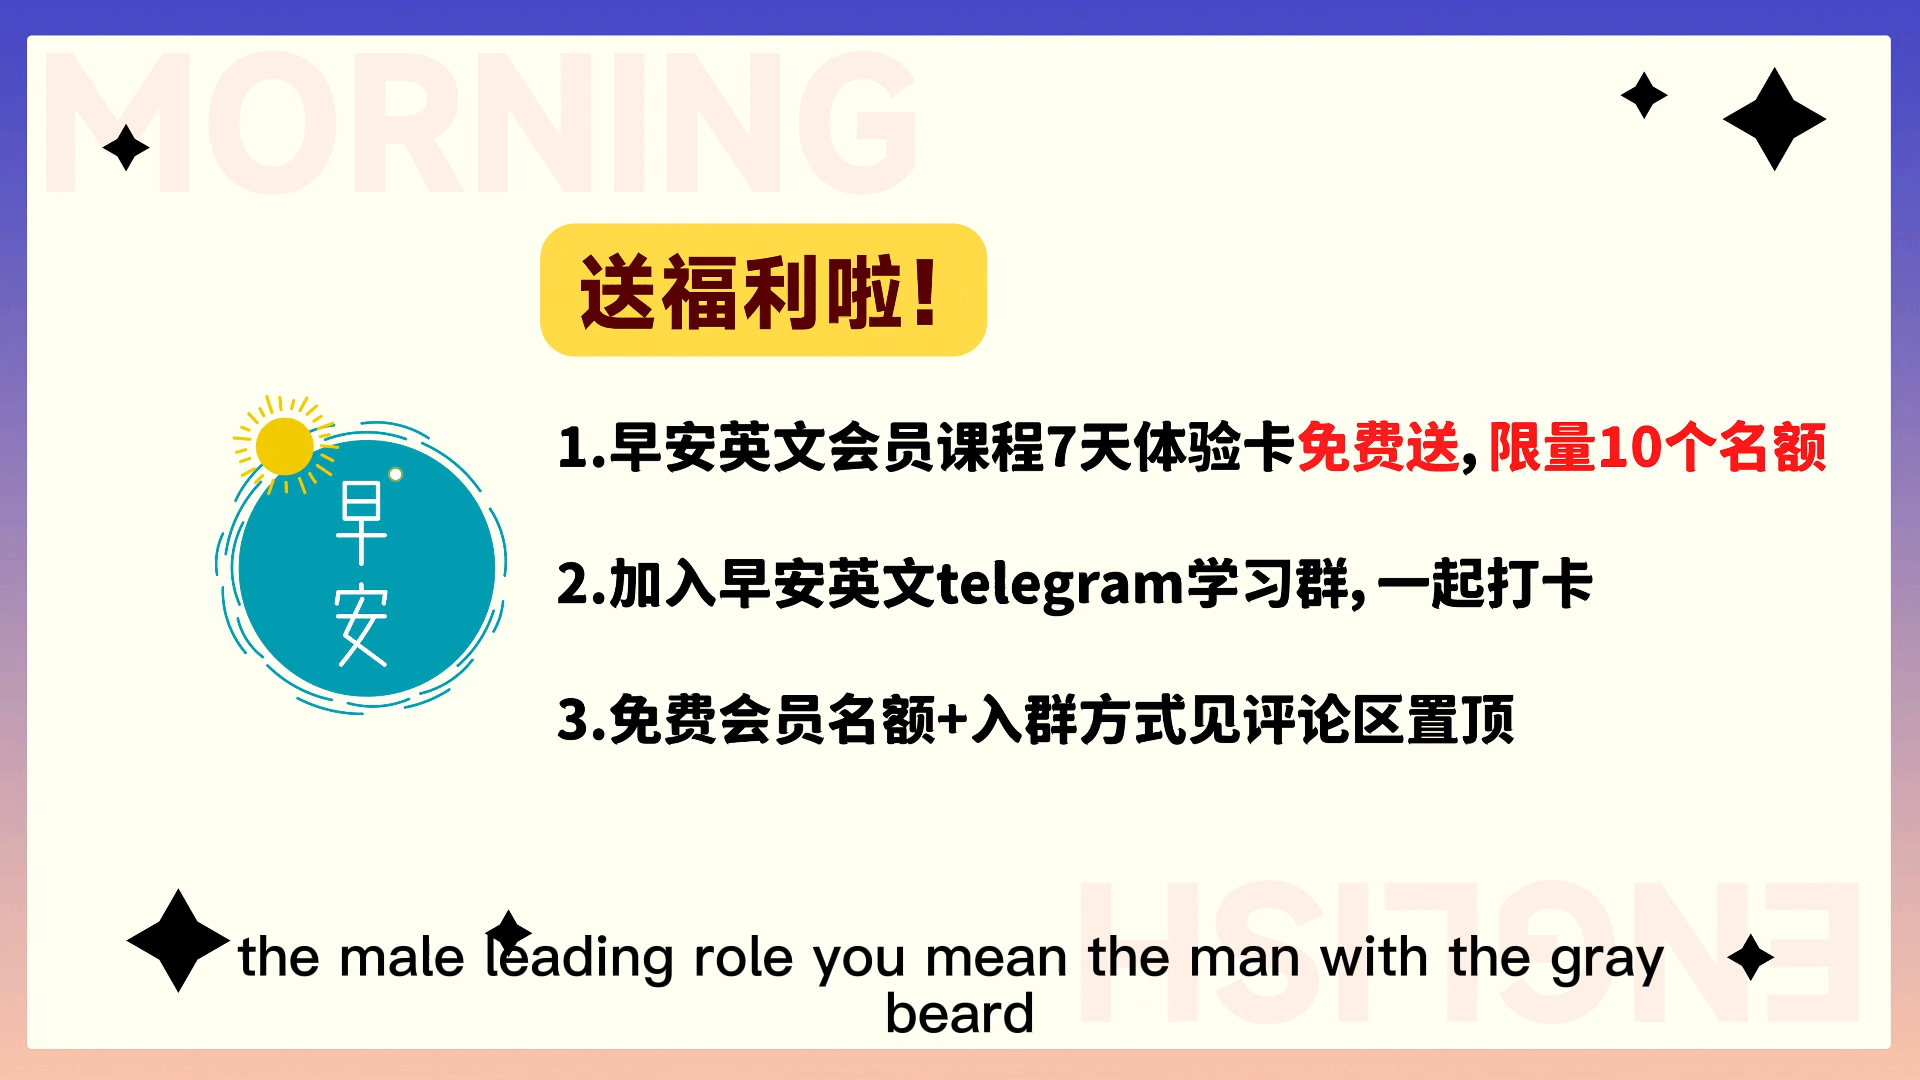 MORNING
送福利啦!
1.早安英文会员课程7天体验卡免费送, 限量10个名额
早
安
2.加入早安英文telegram学习群, 一起打卡
3.免费会员名额+入群方式见评论区置顶
ENGLISH
the male leading role you mean the man with the gray
beard